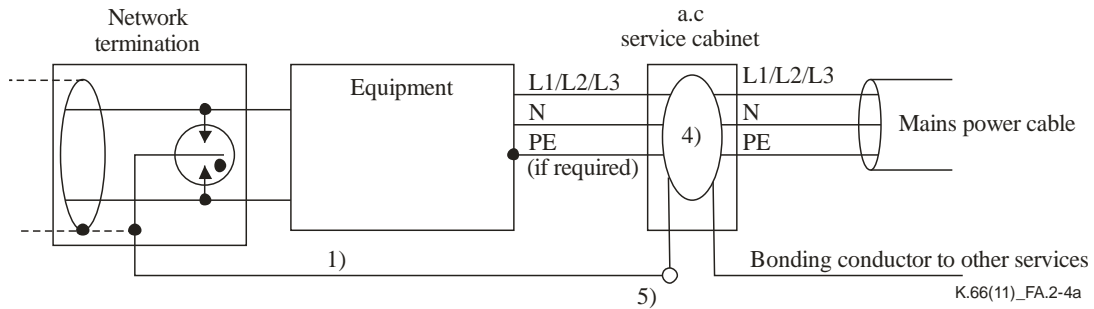 Network
termination
a.c
service cabinet
Equipment
L1/L2/L3
N
PE
(if required)
4)
L1/L2/L3
N
PE
Mains power cable
1)
5)
Bonding conductor to other services
K.66(11)_FA.2-4a